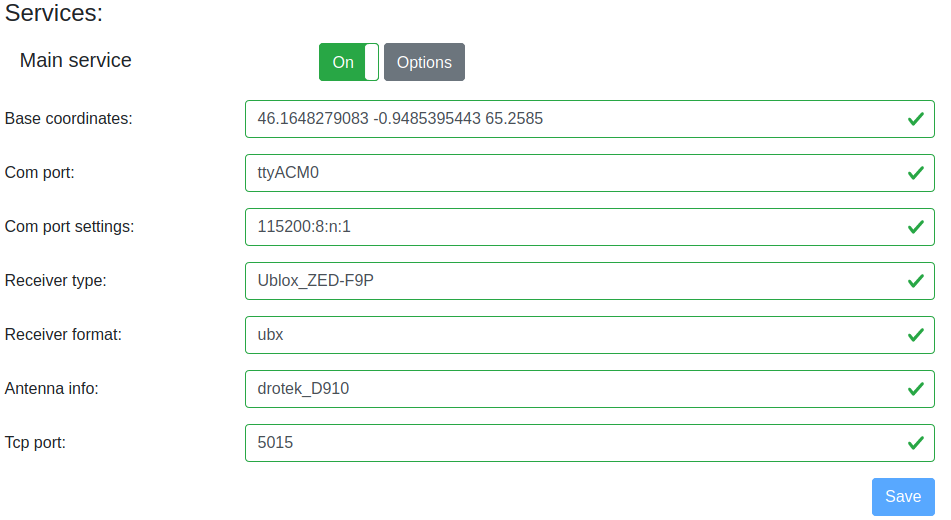 Services:
Main service On Options
Base coordinates: 46.1648279083 -0.9485395443 65.2585
Com port: ttyACM0
Com port settings: 115200:8:n:1
Receiver type: Ublox_ZED-F9P
Receiver format: ubx
Antenna info: drotek_D910
Tcp port: 5015
Save